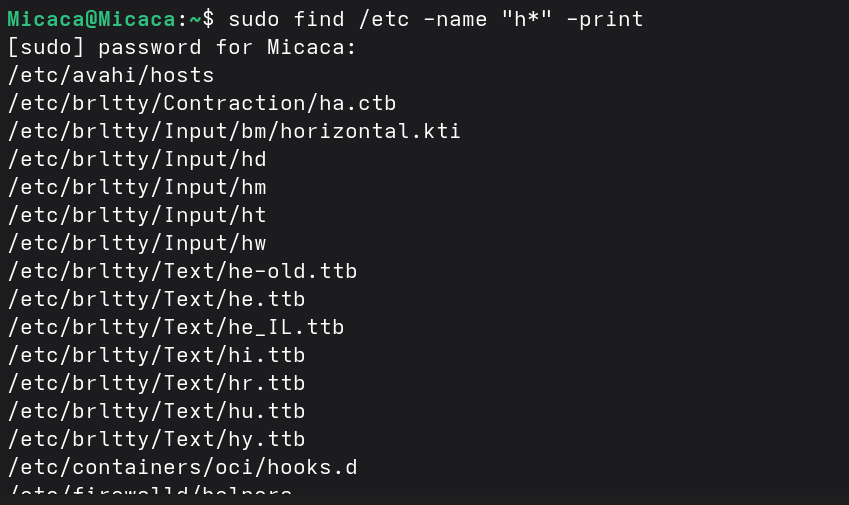 Micaca@Micaca:~$ sudo find /etc -name "h*" -print
[sudo] password for Micaca:
/etc/avahi/hosts
/etc/brltty/Contraction/ha.ctb
/etc/brltty/Input/bm/horizontal.kti
/etc/brltty/Input/hd
/etc/brltty/Input/hm
/etc/brltty/Input/ht
/etc/brltty/Input/hw
/etc/brltty/Text/he-old.ttb
/etc/brltty/Text/he.ttb
/etc/brltty/Text/he_IL.ttb
/etc/brltty/Text/hi.ttb
/etc/brltty/Text/hr.ttb
/etc/brltty/Text/hu.ttb
/etc/brltty/Text/hy.ttb
/etc/containers/oci/hooks.d
/etc/firewalld/helpers